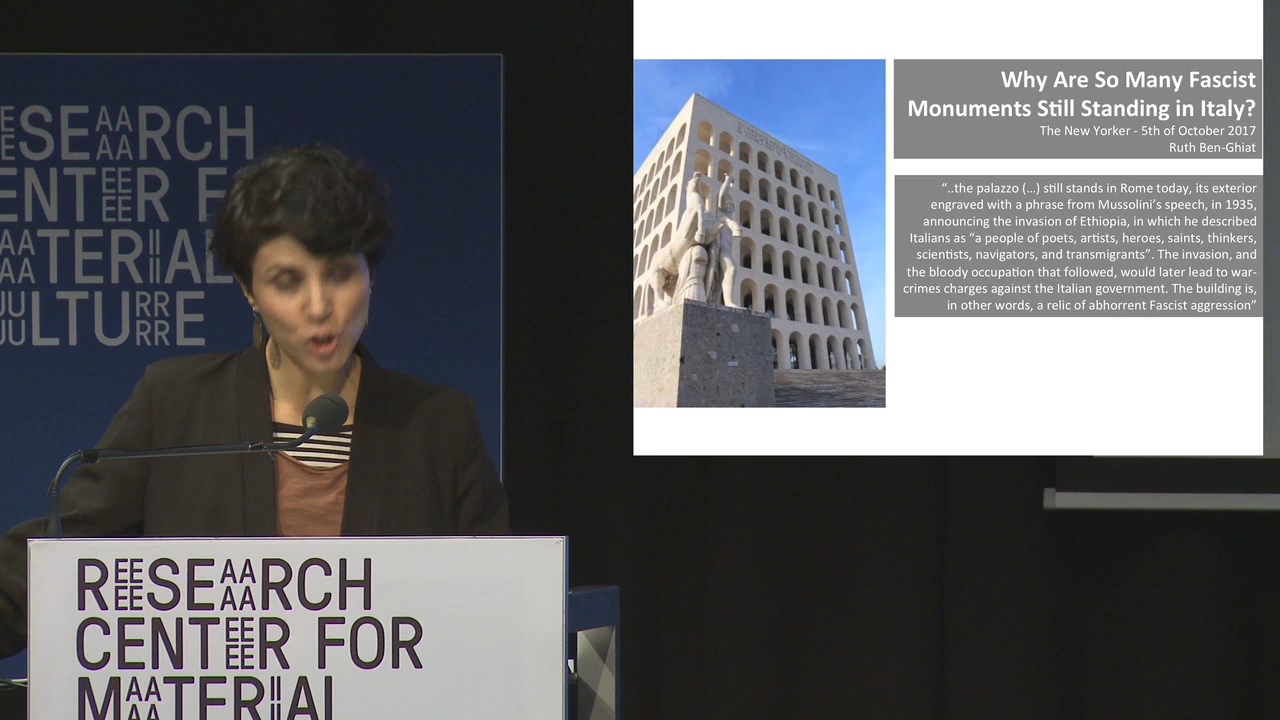 RESEARCH
CENTER F
MATERIAL
CULTURE
Why Are So Many Fascist
Monuments Still Standing in Italy?
The New Yorker - 5th of October 2017
Ruth Ben-Ghiat
“..the palazzo (…) still stands in Rome today, its exterior
engraved with a phrase from Mussolini’s speech, in 1935,
announcing the invasion of Ethiopia, in which he described
Italians as “a people of poets, artists, heroes, saints, thinkers,
scientists, navigators, and transmigrants”. The invasion, and
the bloody occupation that followed, would later lead to war-
crimes charges against the Italian government. The building is,
in other words, a relic of abhorrent Fascist aggression”
RESEARCH
CENTER FOR
MATERIAL